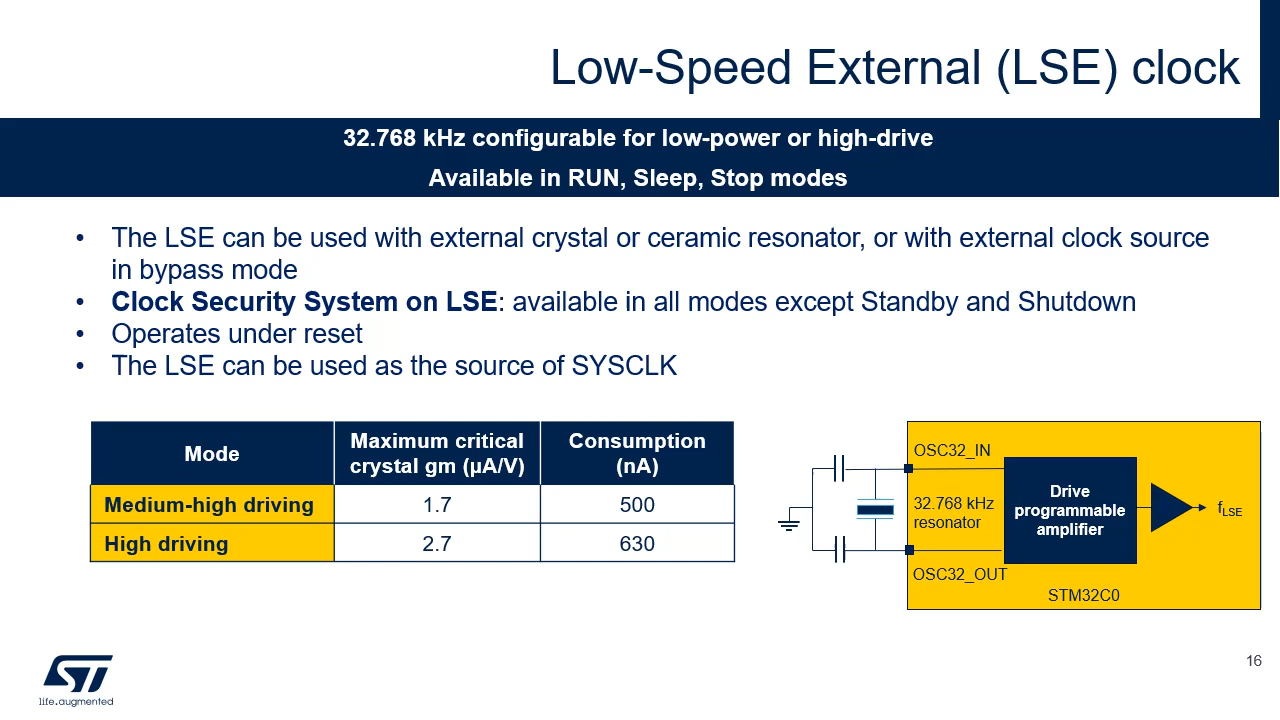 Low-Speed External (LSE) clock
32.768 kHz configurable for low-power or high-drive
Available in RUN, Sleep, Stop modes
• The LSE can be used with external crystal or ceramic resonator, or with external clock source
in bypass mode
• Clock Security System on LSE: available in all modes except Standby and Shutdown
• Operates under reset
• The LSE can be used as the source of SYSCLK
Mode
Maximum critical
crystal gm (µA/V)
Consumption
(nA)
Medium-high driving 1.7 500
High driving 2.7 630
OSC32_IN
32.768 kHz
resonator
OSC32_OUT
Drive
programmable
amplifier
fLSE
STM32C0
ST
life.augmented
16